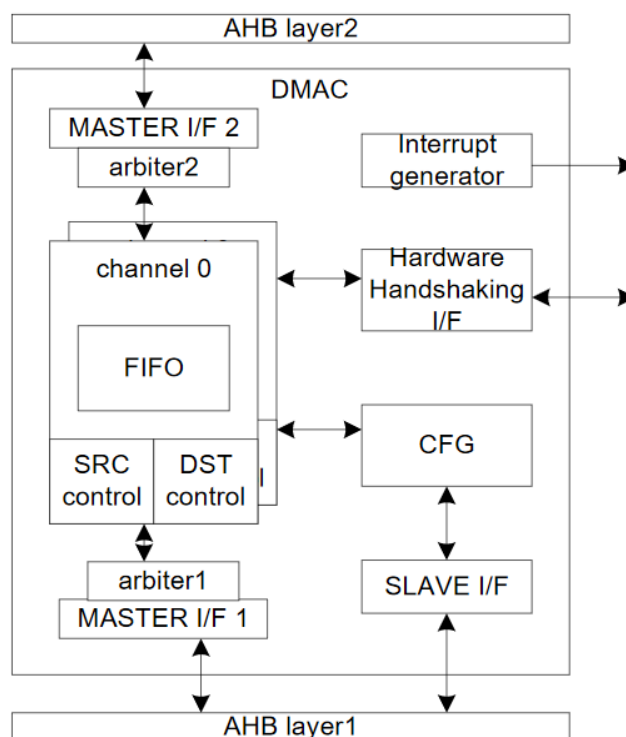 AHB layer2
DMAC
MASTER I/F 2
arbiter2
Interrupt
generator
channel 0
Hardware
Handshaking
I/F
FIFO
CFG
SRC
control
DST
control
arbiter1
MASTER I/F 1
SLAVE I/F
AHB layer1